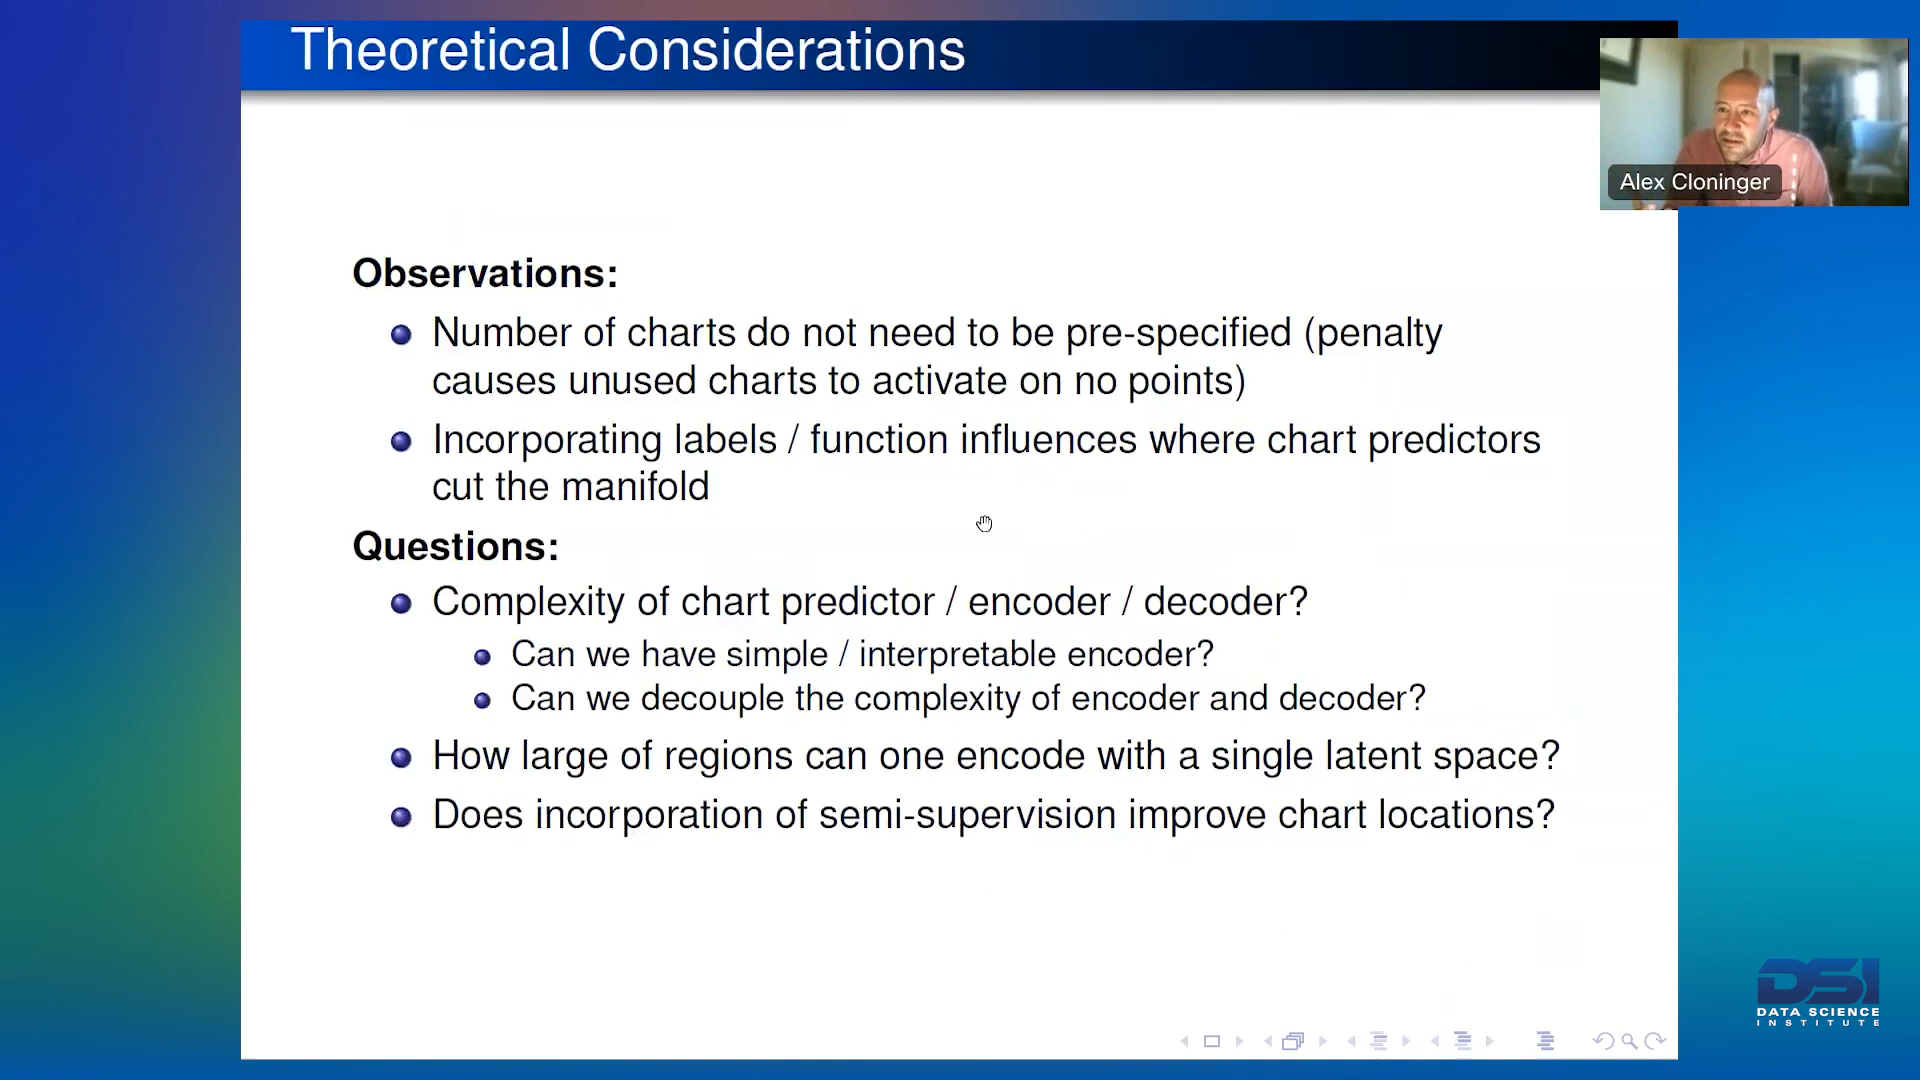 Theoretical Considerations
Alex Cloninger
Observations:
Number of charts do not need to be pre-specified (penalty
causes unused charts to activate on no points)
Incorporating labels / function influences where chart predictors
cut the manifold
Questions:
Complexity of chart predictor / encoder / decoder?
Can we have simple / interpretable encoder?
Can we decouple the complexity of encoder and decoder?
How large of regions can one encode with a single latent space?
Does incorporation of semi-supervision improve chart locations?
DSI
DATA SCIENCE
INSTITUTE